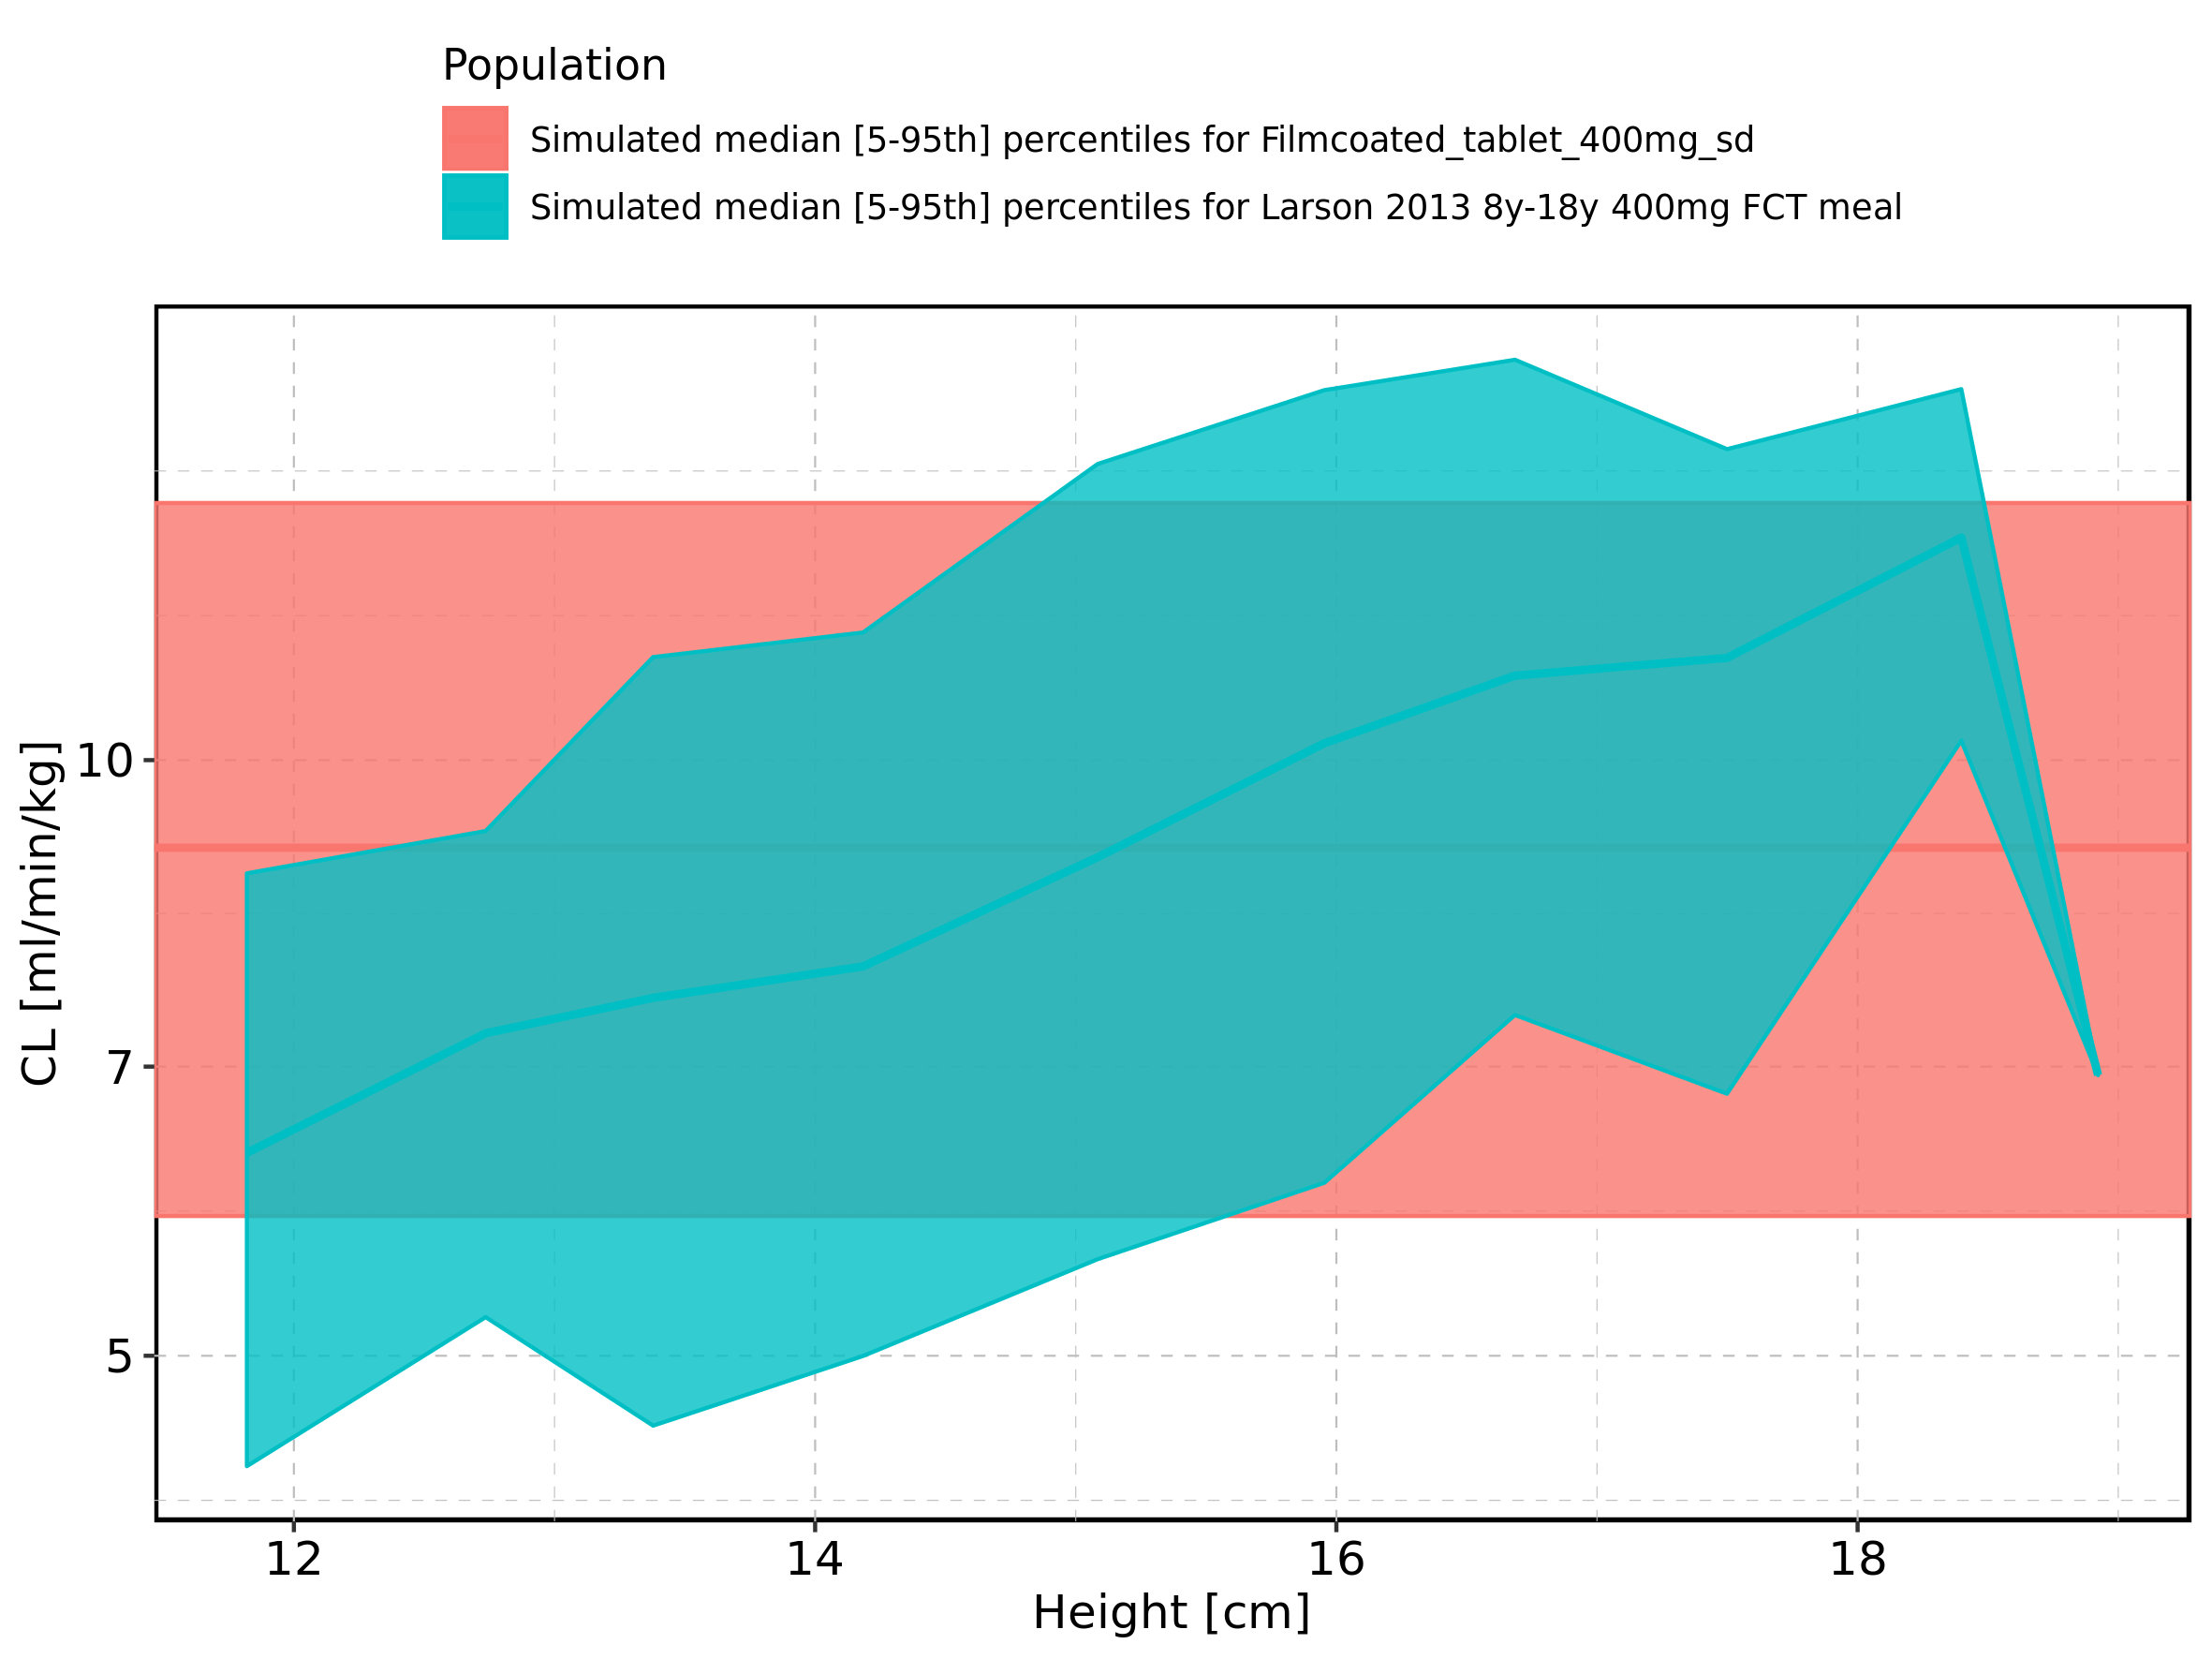 Population
Simulated median [5-95th] percentiles for Filmcoated_tablet_400mg_sd
Simulated median [5-95th] percentiles for Larson 2013 8y-18y 400mg FCT meal
CL [ml/min/kg]
10
7
5
12 14 16 18
Height [cm]